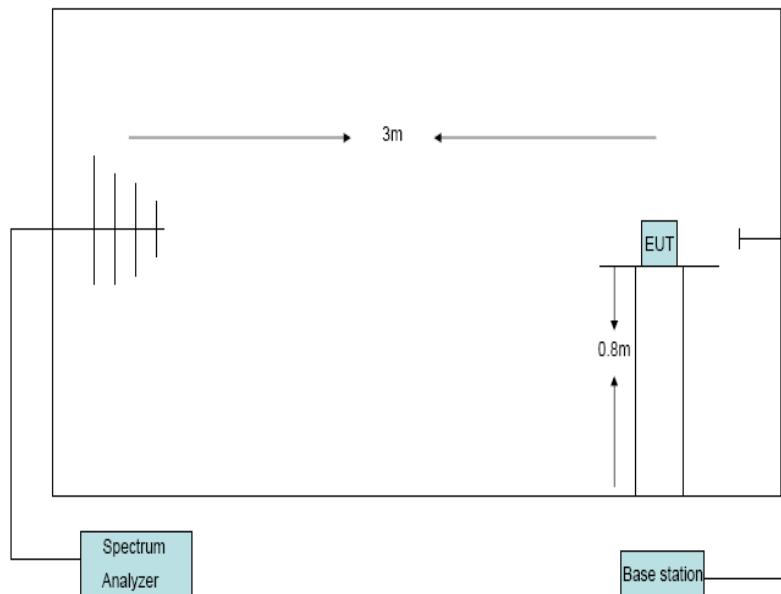 3m
EUT
0.8m
Spectrum
Analyzer
Base station